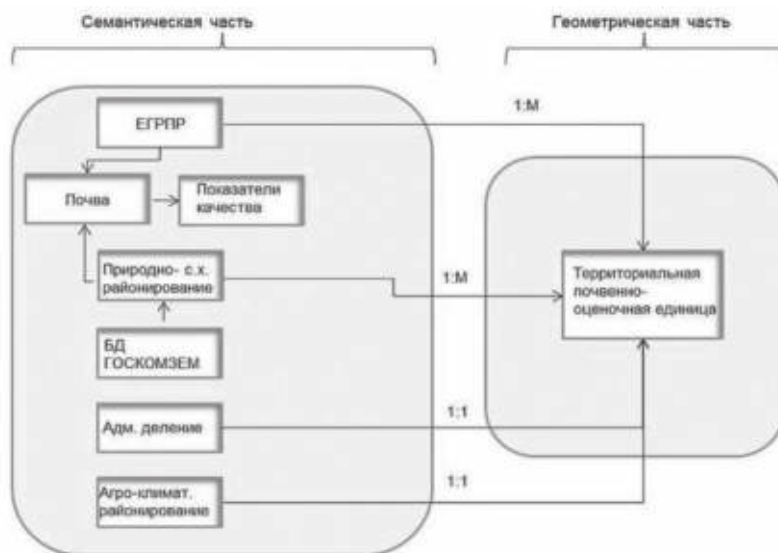 Семантическая часть
Геометрическая часть
ЕГРПР
1:М
Почва
Показатели
качества
Природно- с.х.
районирование
1:М
Территориальная
почвенно-
оценочная единица
БД
ГОСКОМЗЕМ
Адм. деление
1:1
Агро-климат.
районирование
1:1